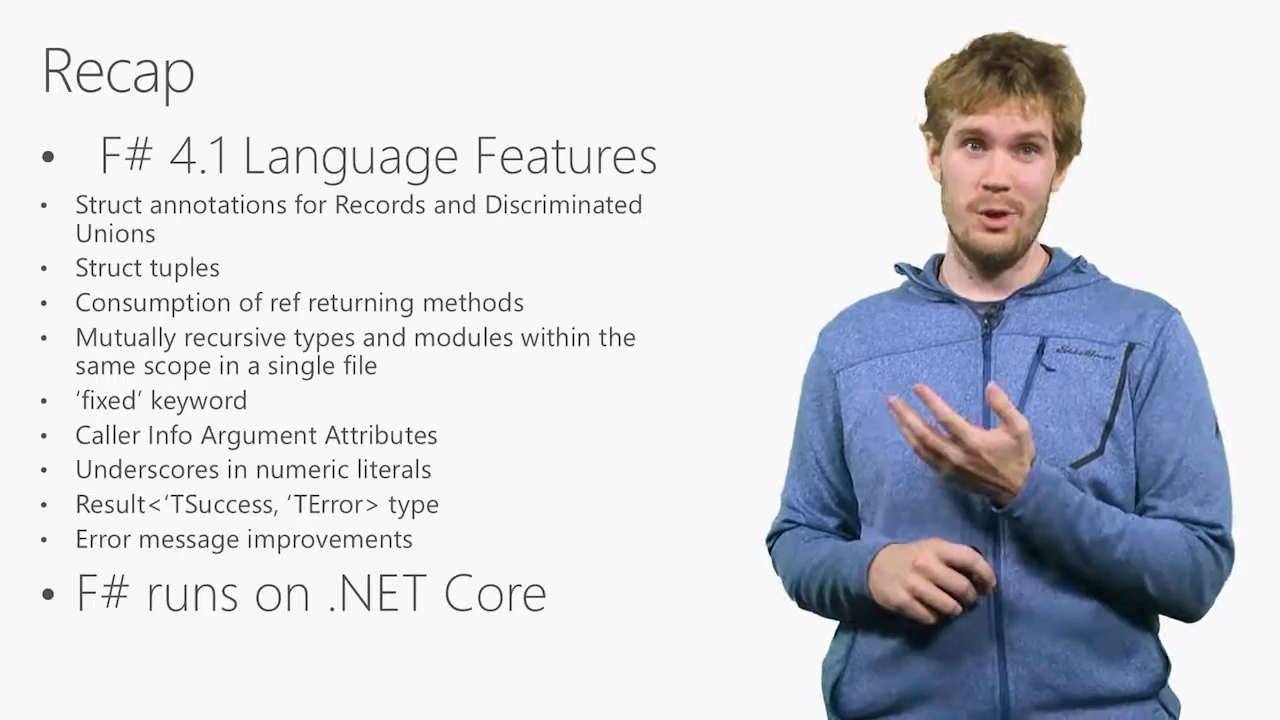 Recap
• F# 4.1 Language Features
• Struct annotations for Records and Discriminated
Unions
• Struct tuples
• Consumption of ref returning methods
• Mutually recursive types and modules within the
same scope in a single file
• ‘fixed’ keyword
• Caller Info Argument Attributes
• Underscores in numeric literals
• Result<‘TSuccess, ‘TError> type
• Error message improvements
• F# runs on .NET Core
Eddie Bauer